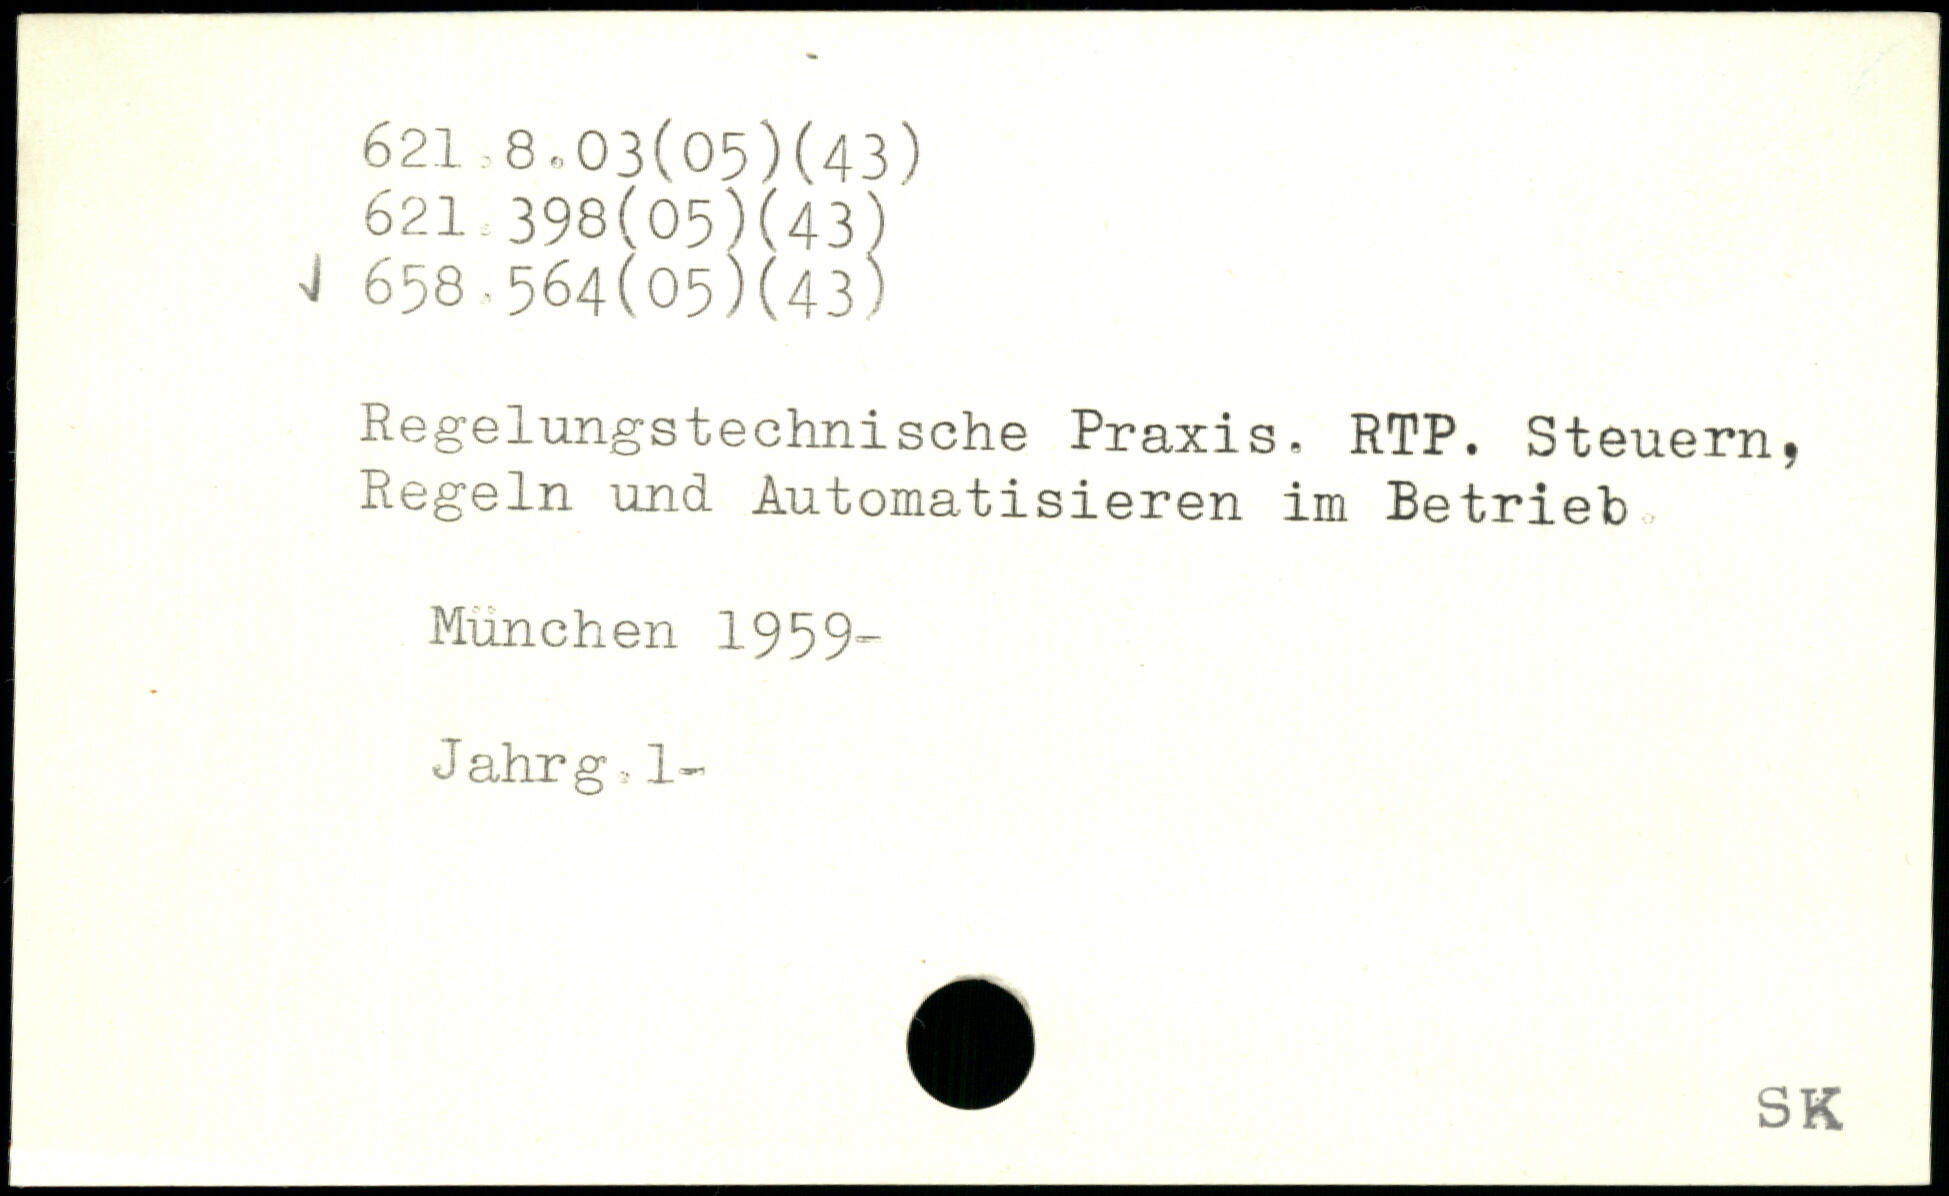 621.8.03(05)(43)
621.398(05)(43)
✓ 658.564(05)(43)
Regelungstechnische Praxis. RTP. Steuern,
Regeln und Automatisieren im Betrieb.
München 1959-
Jahrg.1-
SK